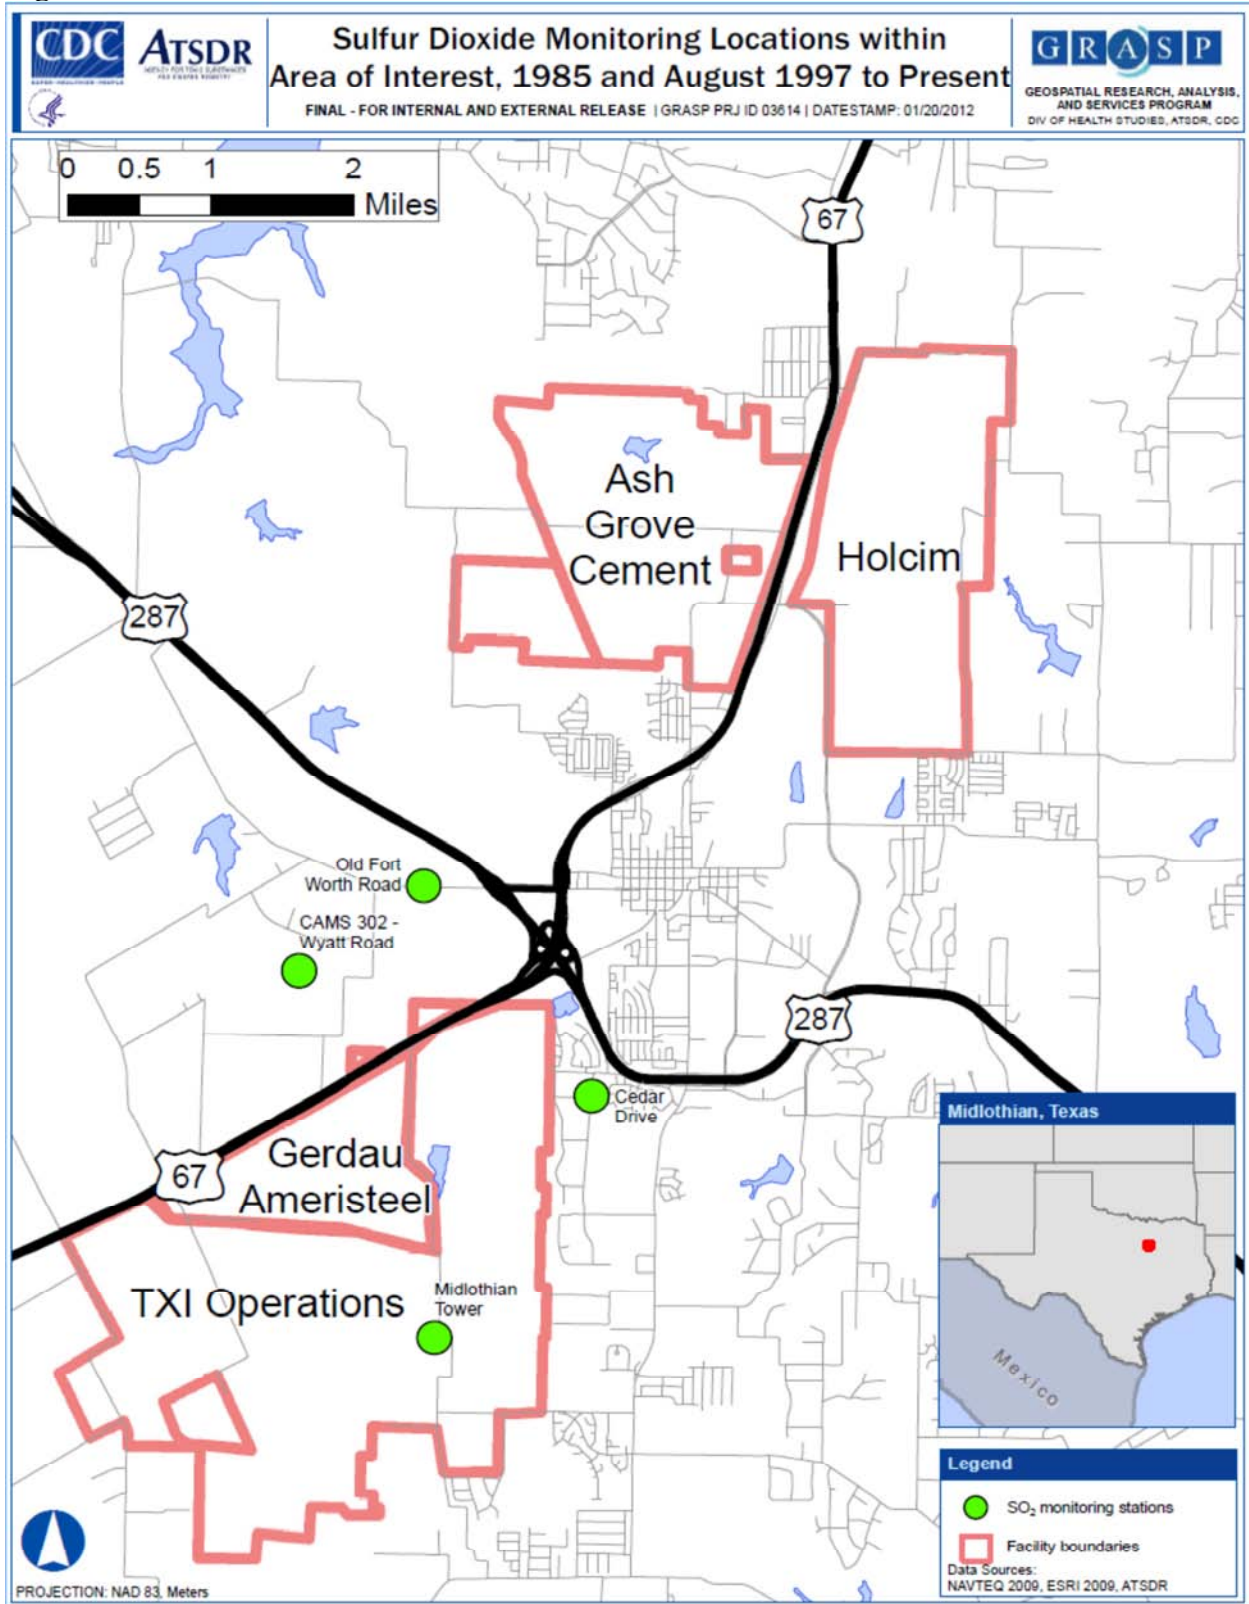 CDC
ATSDR
Sulfur Dioxide Monitoring Locations within
Area of Interest, 1985 and August 1997 to Present
FINAL - FOR INTERNAL AND EXTERNAL RELEASE | GRASP PRJ ID 03614 | DATESTAMP: 01/20/2012
GRASP
GEOSPATIAL RESEARCH, ANALYSIS,
AND SERVICES PROGRAM
DIV OF HEALTH STUDIES, ATSDR, CDC
0 0.5 1 2
Miles
67
Ash
Grove
Cement
Holcim
287
Old Fort
Worth Road
CAMS 302 -
Wyatt Road
287
Cedar
Drive
Gerdau
Ameristeel
67
TXI Operations
Midlothian
Tower
Midlothian, Texas
Mexico
Legend
SO₂ monitoring stations
Facility boundaries
Data Sources:
NAVTEQ 2009, ESRI 2009, ATSDR
PROJECTION: NAD 83, Meters